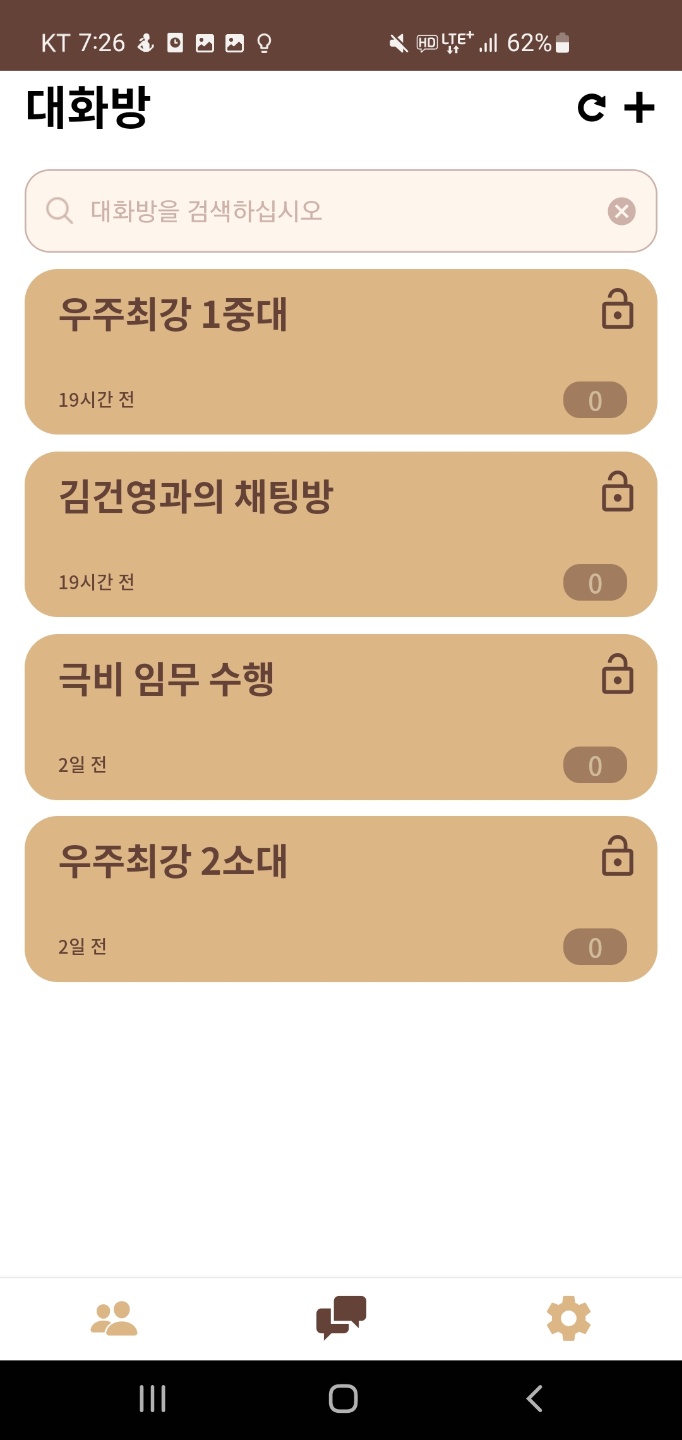 KT 7:26 HD LTE+ 62%
대화방
대화방을 검색하십시오
우주최강 1중대
19시간 전 0
김건영과의 채팅방
19시간 전 0
극비 임무 수행
2일 전 0
우주최강 2소대
2일 전 0